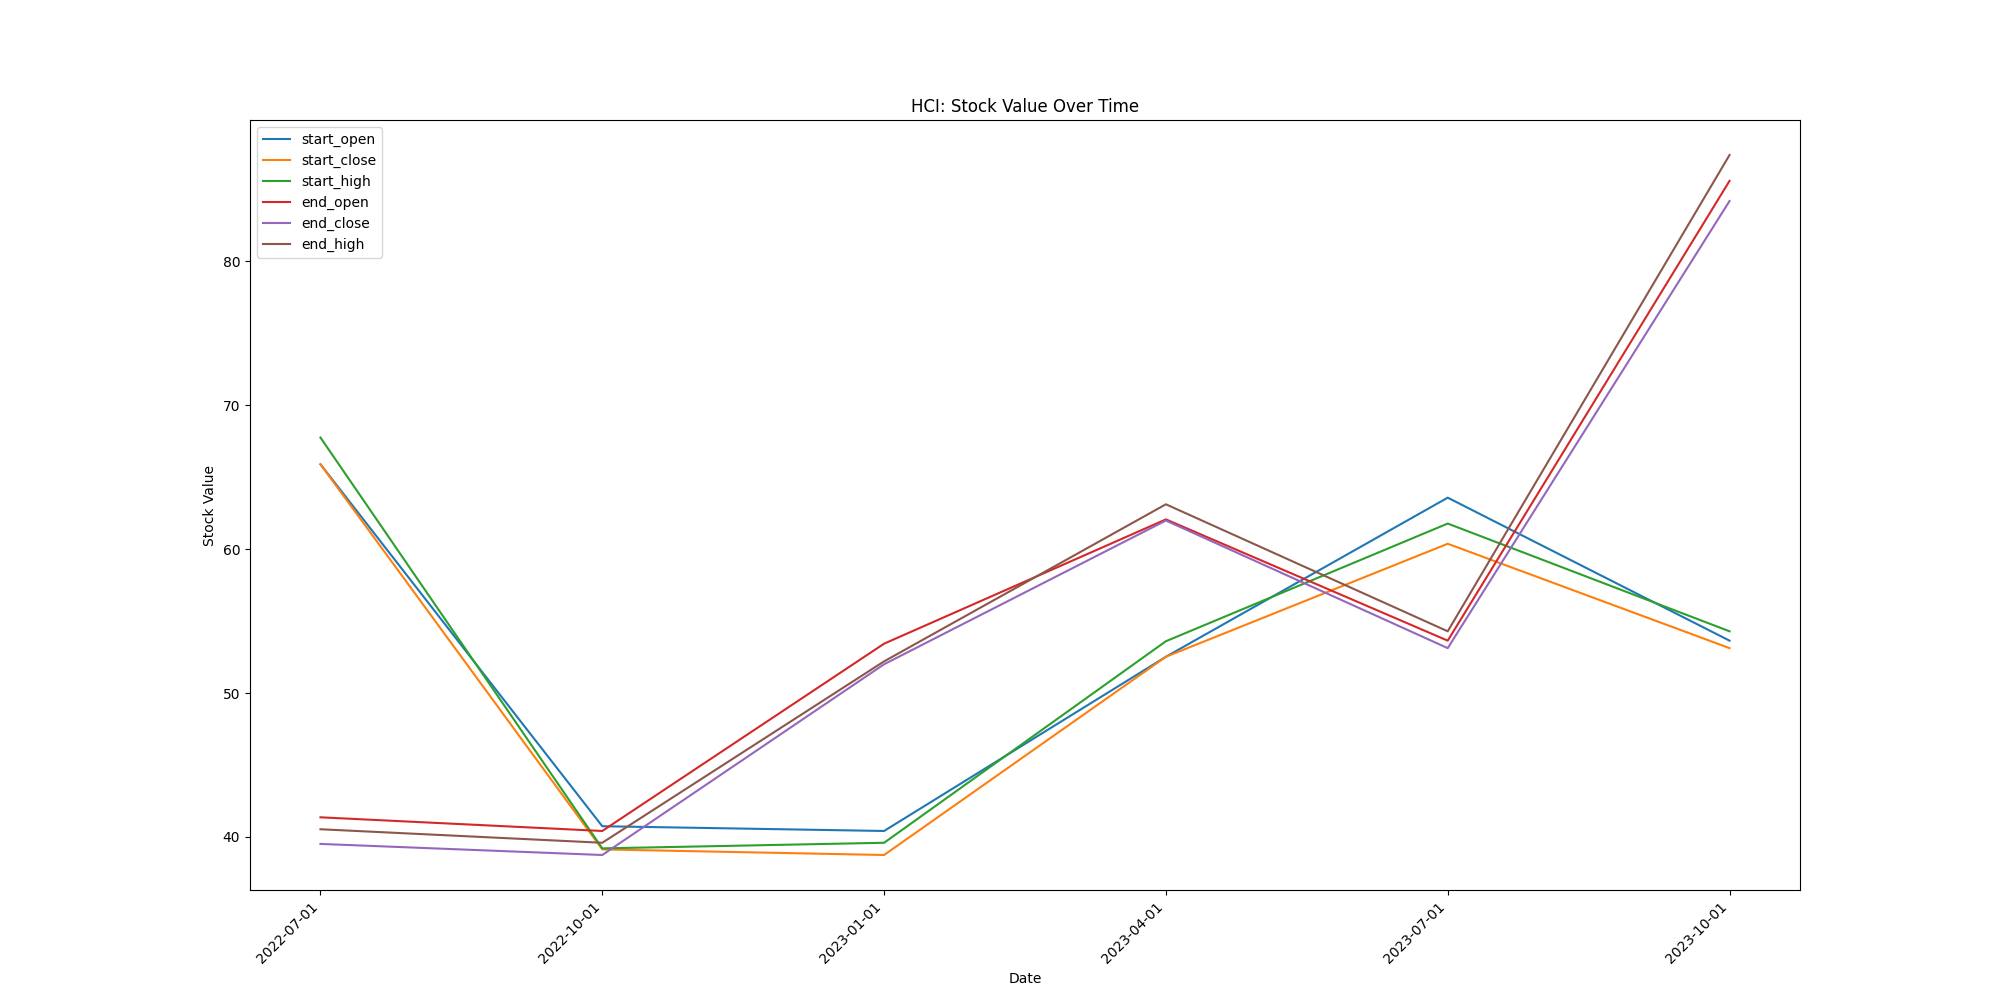 HCI: Stock Value Over Time
start_open
start_close
start_high
end_open
end_close
end_high
80
70
60
50
40
Stock Value
2022-07-01
2022-10-01
2023-01-01
2023-04-01
2023-07-01
2023-10-01
Date